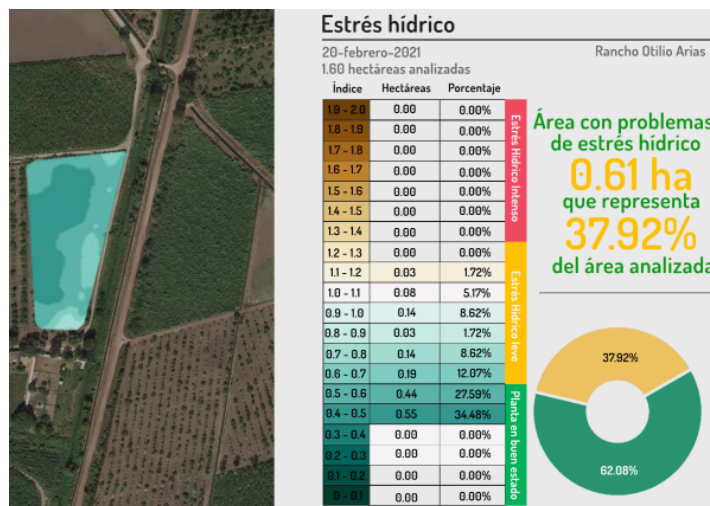 Estrés hídrico
20-febrero-2021
Rancho Otilio Arias
1.60 hectáreas analizadas
Índice Hectáreas Porcentaje
1.9 - 2.0 0.00 0.00%
1.8 - 1.9 0.00 0.00%
1.7 - 1.8 0.00 0.00%
1.6 - 1.7 0.00 0.00%
1.5 - 1.6 0.00 0.00%
1.4 - 1.5 0.00 0.00%
1.3 - 1.4 0.00 0.00%
1.2 - 1.3 0.00 0.00%
1.1 - 1.2 0.03 1.72%
1.0 - 1.1 0.08 5.17%
0.9 - 1.0 0.14 8.62%
0.8 - 0.9 0.03 1.72%
0.7 - 0.8 0.14 8.62%
0.6 - 0.7 0.19 12.07%
0.5 - 0.6 0.44 27.59%
0.4 - 0.5 0.55 34.48%
0.3 - 0.4 0.00 0.00%
0.2 - 0.3 0.00 0.00%
0.1 - 0.2 0.00 0.00%
0 - 0.1 0.00 0.00%
Estrés Hídrico Intenso
Estrés Hídrico leve
Planta en buen estado
Área con problemas
de estrés hídrico
0.61 ha
que representa
37.92%
del área analizada
37.92%
62.08%